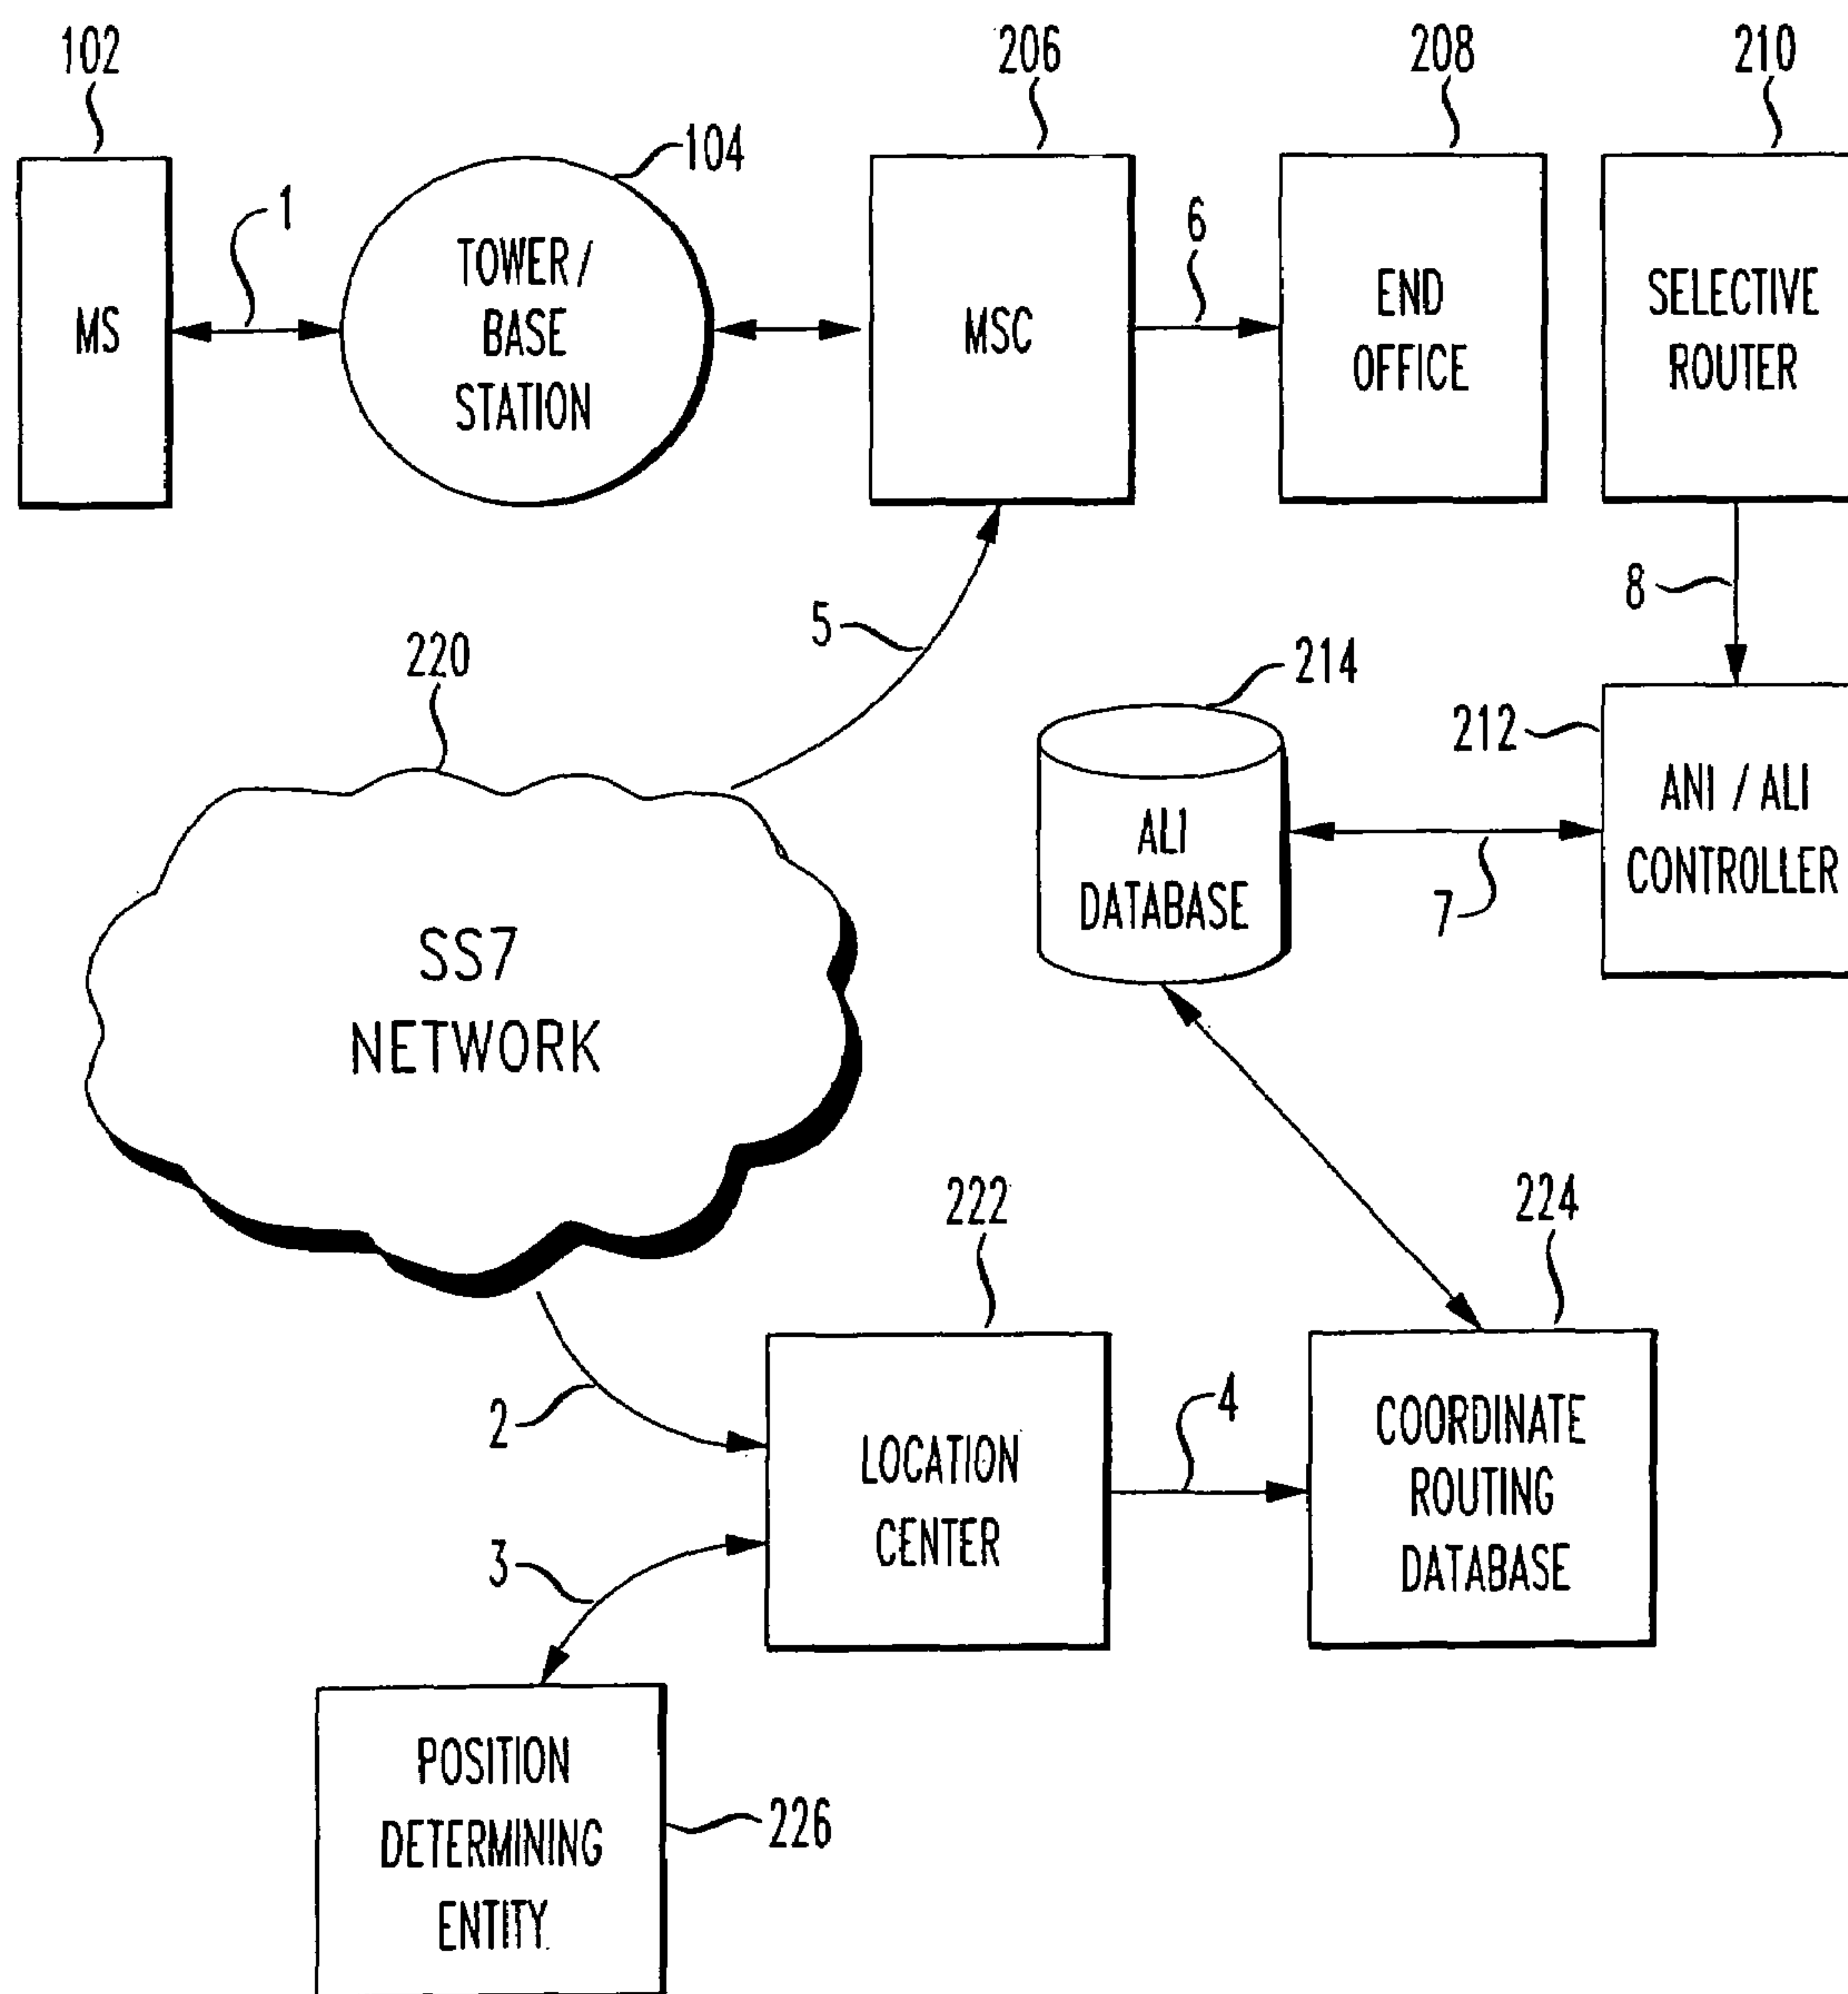 102
206
208
210
104
1
6
TOWER/
BASE
STATION
MS
MSC
END
OFFICE
SELECTIVE
ROUTER
5
8
220
214
212
ANI / ALI
CONTROLLER
ALI
DATABASE
7
SS7
NETWORK
222
224
2
4
LOCATION
CENTER
COORDINATE
ROUTING
DATABASE
3
POSITION
DETERMINING
ENTITY
226